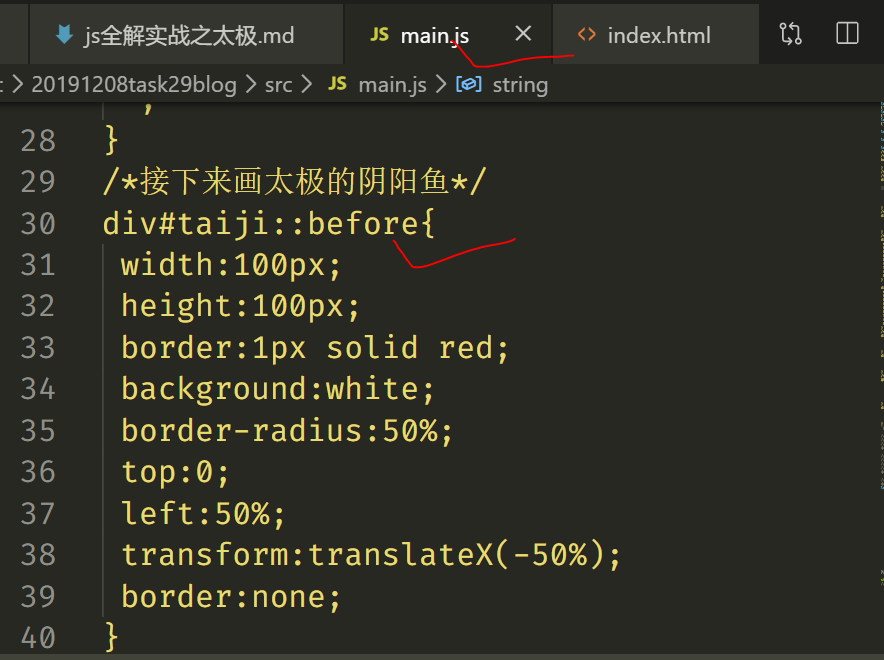 js全解实战之太极.md JS main.js index.html
20191208task29blog src JS main.js string
;
28 }
29 /*接下来画太极的阴阳鱼*/
30 div#taiji::before{
31 width:100px;
32 height:100px;
33 border:1px solid red;
34 background:white;
35 border-radius:50%;
36 top:0;
37 left:50%;
38 transform:translateX(-50%);
39 border:none;
40 }